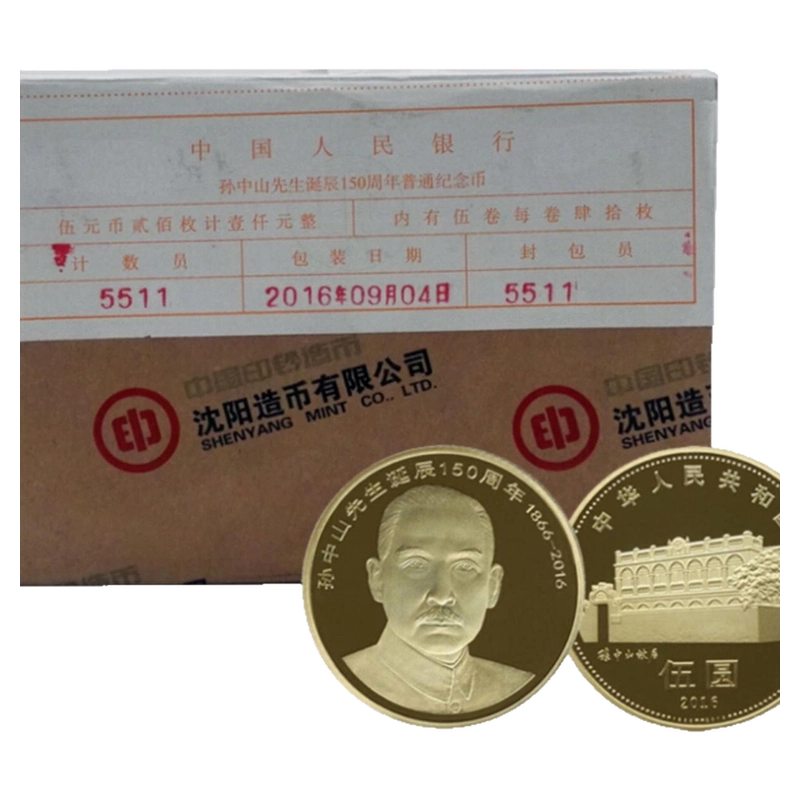 中国人民银行
孙中山先生诞辰150周年普通纪念币
伍元币贰佰枚计壹仟元整 内有伍卷每卷肆拾枚
计数员 包装日期 封包员
5511 2016年09月04日 5511
中国印钞造币
沈阳造币有限公司
SHENYANG MINT CO., LTD.
沈阳造币有
SHENYANG MINT
孙中山先生诞辰150周年 1866-2016
中华人民共和
孙中山故居
伍圆
2016